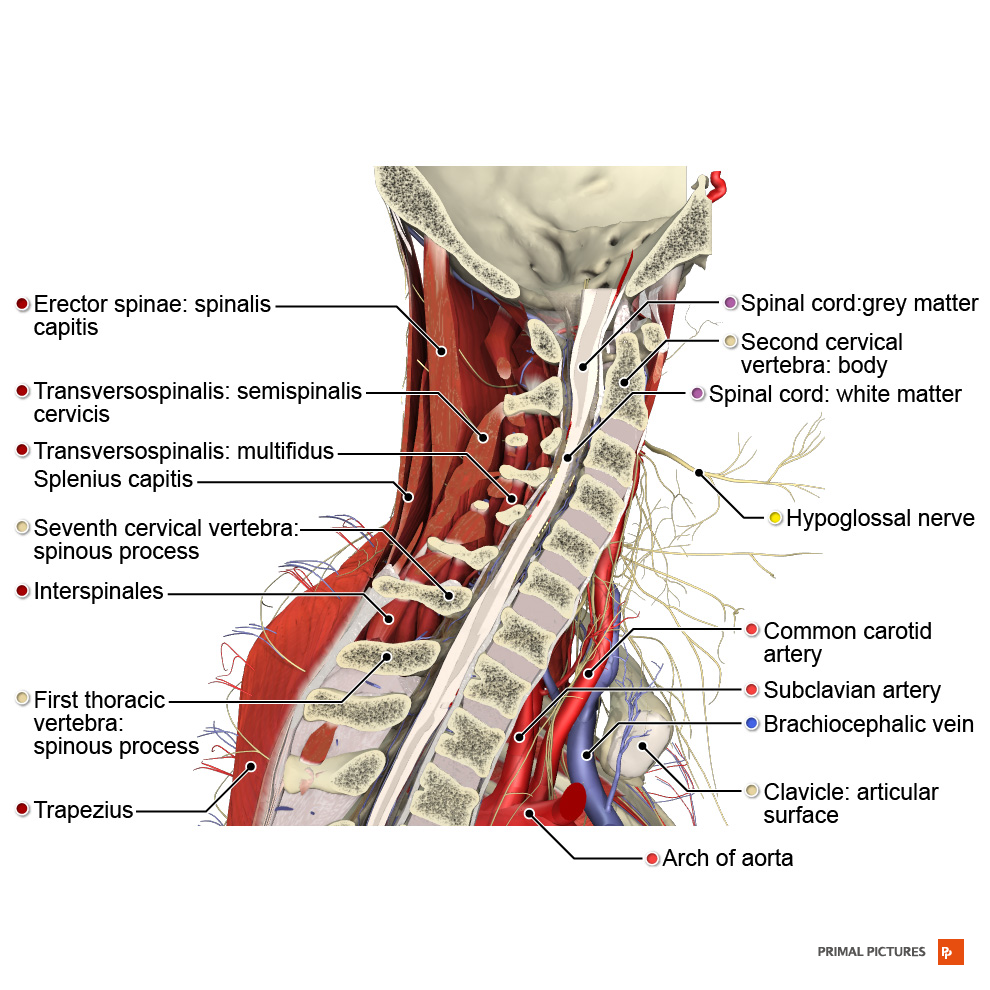 Erector spinae: spinalis
capitis
Transversospinalis: semispinalis
cervicis
Transversospinalis: multifidus
Splenius capitis
Seventh cervical vertebra:
spinous process
Interspinales
First thoracic
vertebra:
spinous process
Trapezius
Spinal cord:grey matter
Second cervical
vertebra: body
Spinal cord: white matter
Hypoglossal nerve
Common carotid
artery
Subclavian artery
Brachiocephalic vein
Clavicle: articular
surface
Arch of aorta
PRIMAL PICTURES